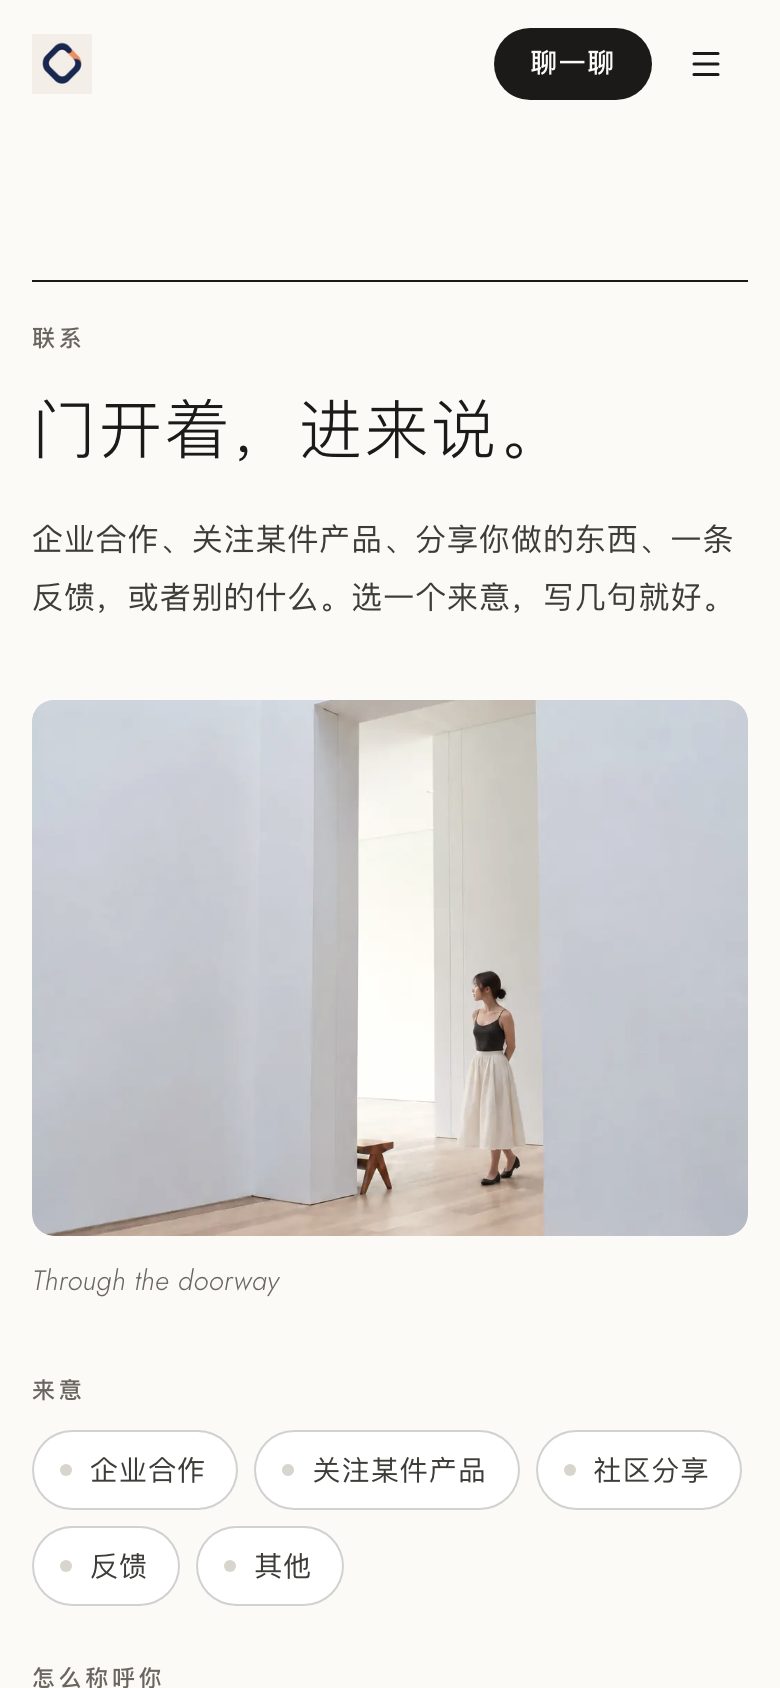 聊一聊
联系
门开着，进来说。
企业合作、关注某件产品、分享你做的东西、一条
反馈，或者别的什么。选一个来意，写几句就好。
Through the doorway
来意
企业合作
关注某件产品
社区分享
反馈
其他
怎么称呼你